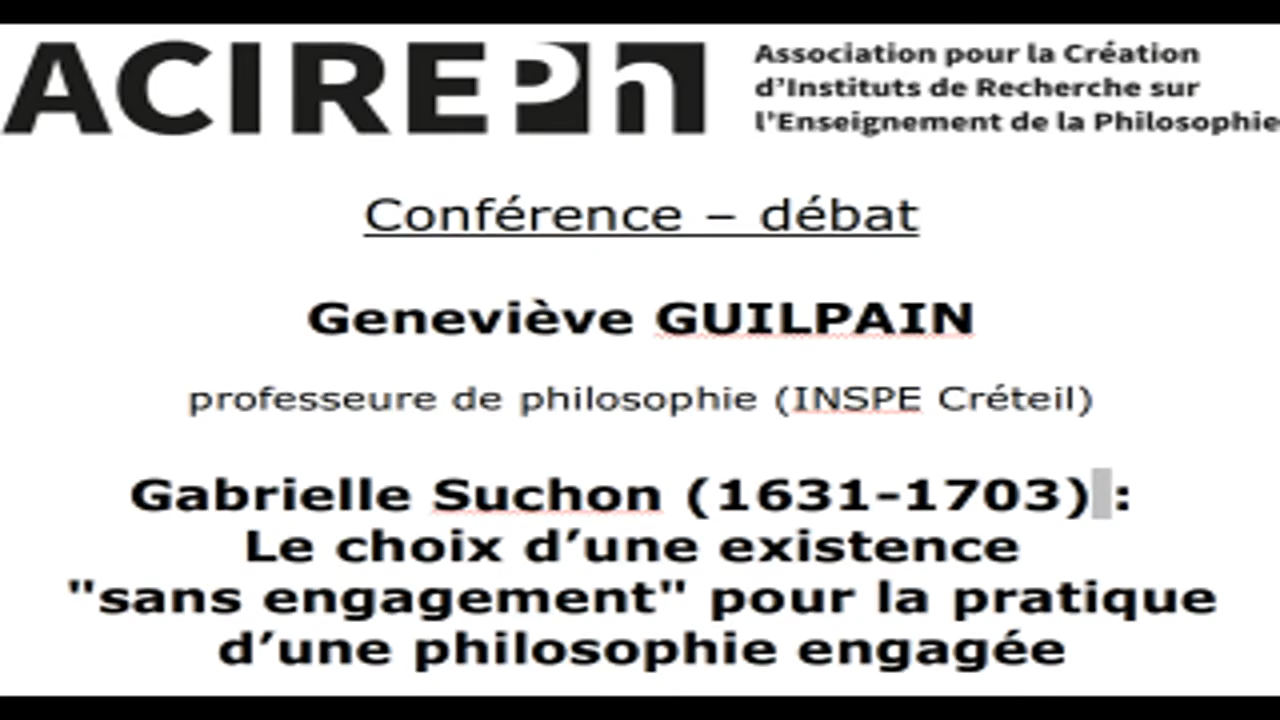 ACIREPh
Association pour la Création
d’Instituts de Recherche sur
l’Enseignement de la Philosophie
Conférence – débat
Geneviève GUILPAIN
professeure de philosophie (INSPE Créteil)
Gabrielle Suchon (1631-1703) :
Le choix d’une existence
"sans engagement" pour la pratique
d’une philosophie engagée